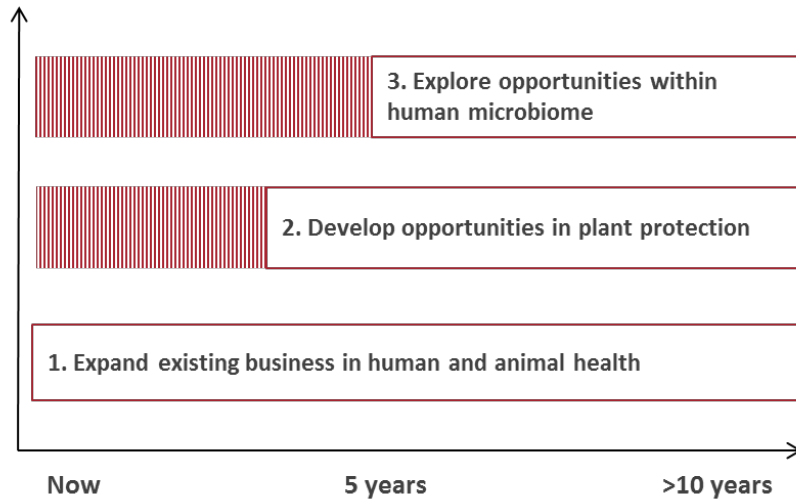 3. Explore opportunities within
human microbiome
2. Develop opportunities in plant protection
1. Expand existing business in human and animal health
Now 5 years >10 years